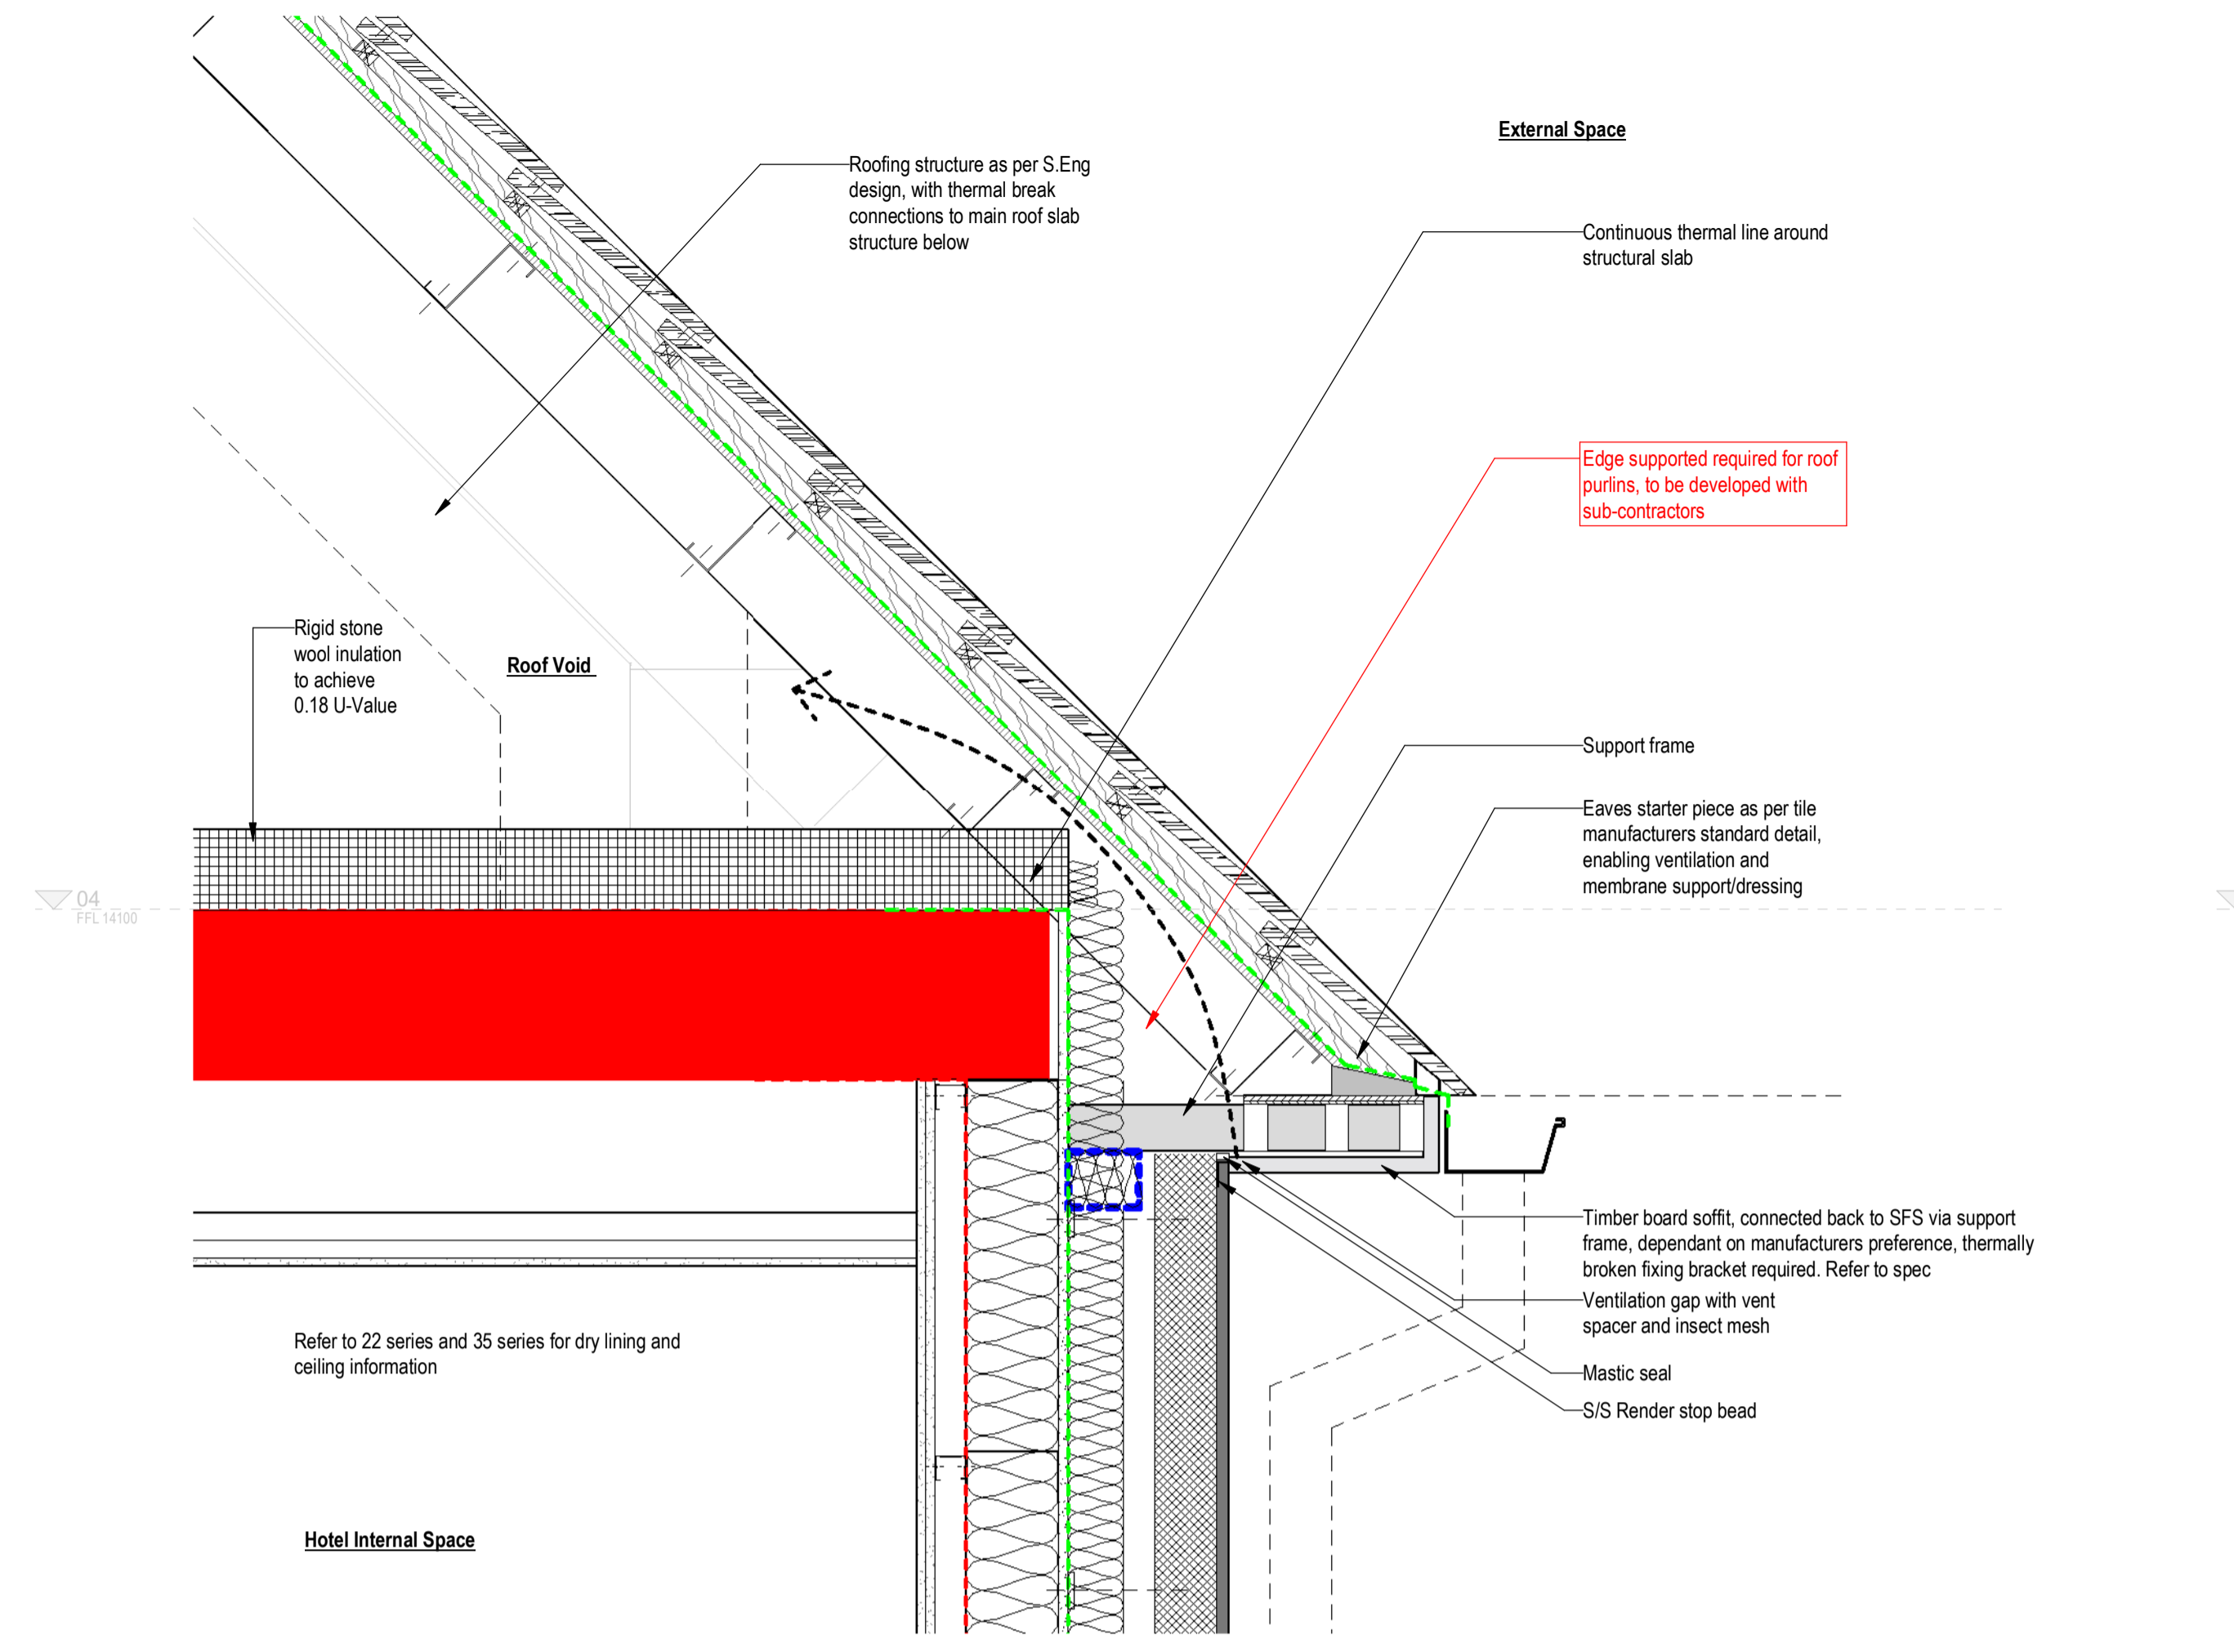 External Space
Roofing structure as per S.Eng
design, with thermal break
connections to main roof slab
structure below
Continuous thermal line around
structural slab
Edge supported required for roof
purlins, to be developed with
sub-contractors
Rigid stone
wool inulation
to achieve
0.18 U-Value
Roof Void
Support frame
Eaves starter piece as per tile
manufacturers standard detail,
enabling ventilation and
membrane support/dressing
04
FFL 14100
Timber board soffit, connected back to SFS via support
frame, dependant on manufacturers preference, thermally
broken fixing bracket required. Refer to spec
Ventilation gap with vent
spacer and insect mesh
Mastic seal
S/S Render stop bead
Refer to 22 series and 35 series for dry lining and
ceiling information
Hotel Internal Space